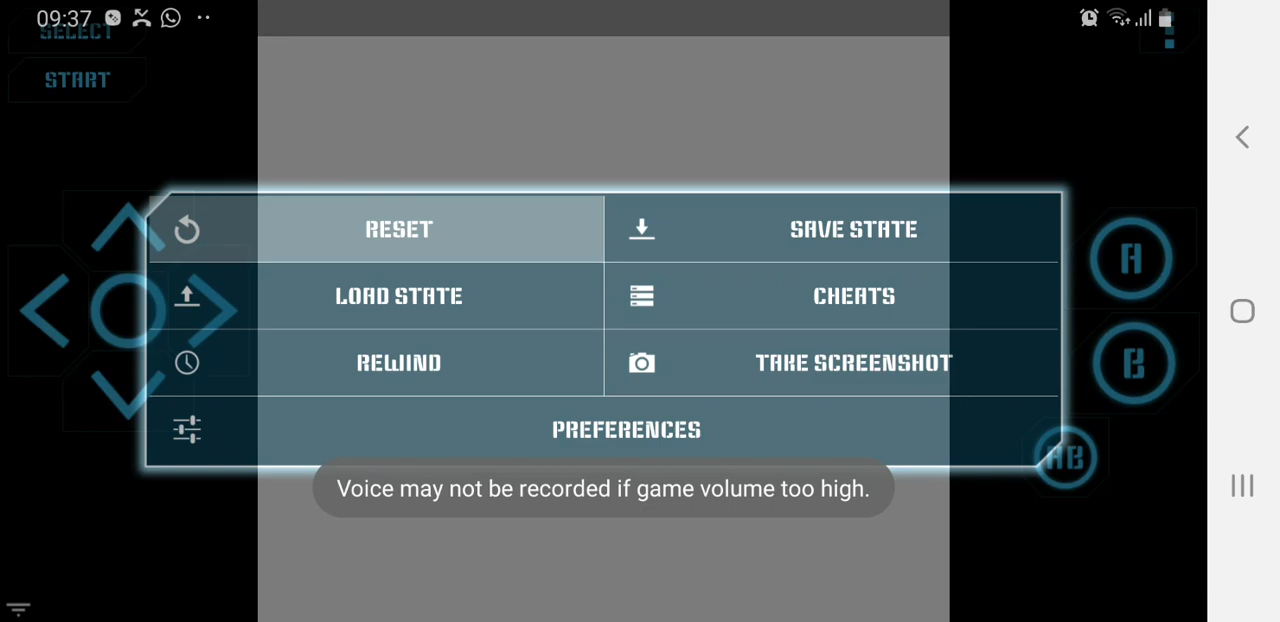 09:37
SELECT
START
RESET
SAVE STATE
LOAD STATE
CHEATS
REWIND
TAKE SCREENSHOT
PREFERENCES
A
B
AB
Voice may not be recorded if game volume too high.